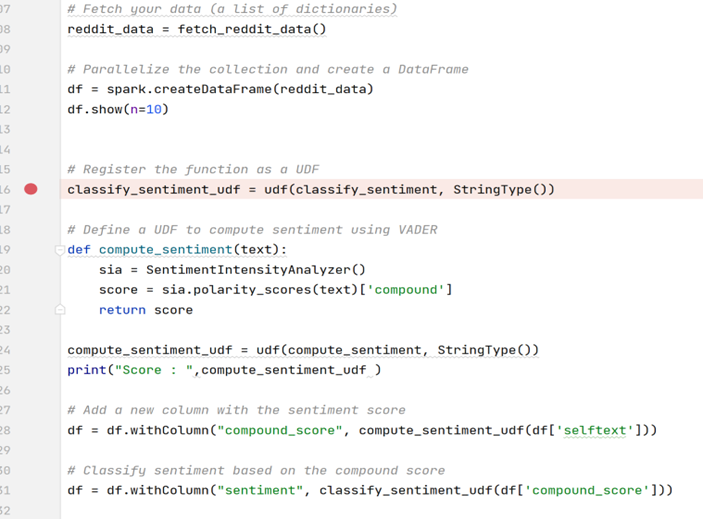 07 # Fetch your data (a list of dictionaries)
08 reddit_data = fetch_reddit_data()
09
10 # Parallelize the collection and create a DataFrame
11 df = spark.createDataFrame(reddit_data)
12 df.show(n=10)
13
14
15 # Register the function as a UDF
16 classify_sentiment_udf = udf(classify_sentiment, StringType())
17
18 # Define a UDF to compute sentiment using VADER
19 def compute_sentiment(text):
20     sia = SentimentIntensityAnalyzer()
21     score = sia.polarity_scores(text)['compound']
22     return score
23
24 compute_sentiment_udf = udf(compute_sentiment, StringType())
25 print("Score : ",compute_sentiment_udf )
26
27 # Add a new column with the sentiment score
28 df = df.withColumn("compound_score", compute_sentiment_udf(df['selftext']))
29
30 # Classify sentiment based on the compound score
31 df = df.withColumn("sentiment", classify_sentiment_udf(df['compound_score']))
32